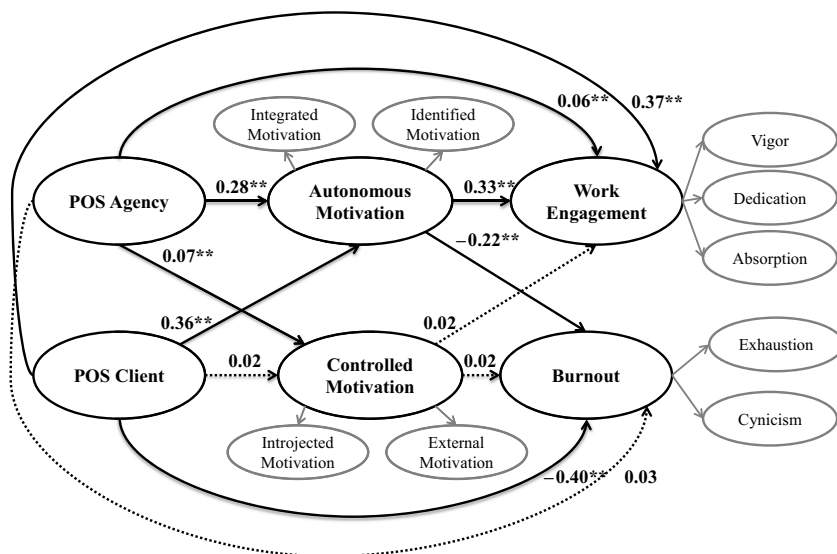 0.06**
0.37**
Integrated
Motivation
Identified
Motivation
Vigor
POS Agency
0.28**
Autonomous
Motivation
0.33**
Work
Engagement
Dedication
0.07**
−0.22**
Absorption
0.36**
0.02
POS Client
0.02
Controlled
Motivation
0.02
Burnout
Exhaustion
Cynicism
Introjected
Motivation
External
Motivation
−0.40**
0.03